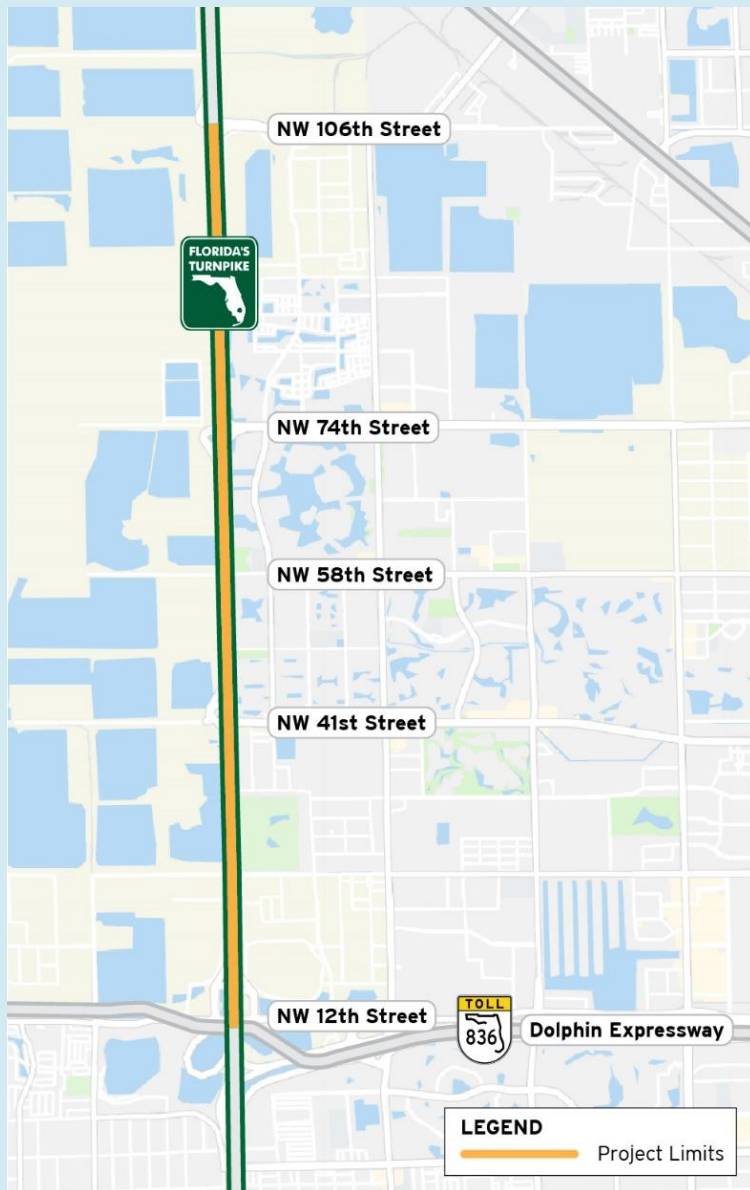 NW 106th Street
FLORIDA'S
TURNPIKE
NW 74th Street
NW 58th Street
NW 41st Street
NW 12th Street
TOLL
836
Dolphin Expressway
LEGEND
Project Limits